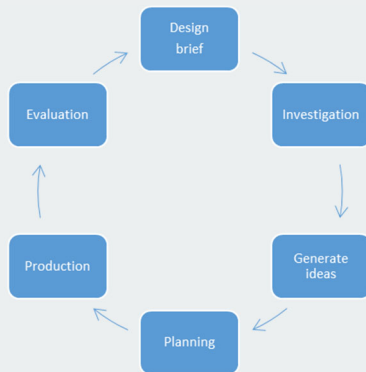 Design
brief
Investigation
Generate
ideas
Planning
Production
Evaluation